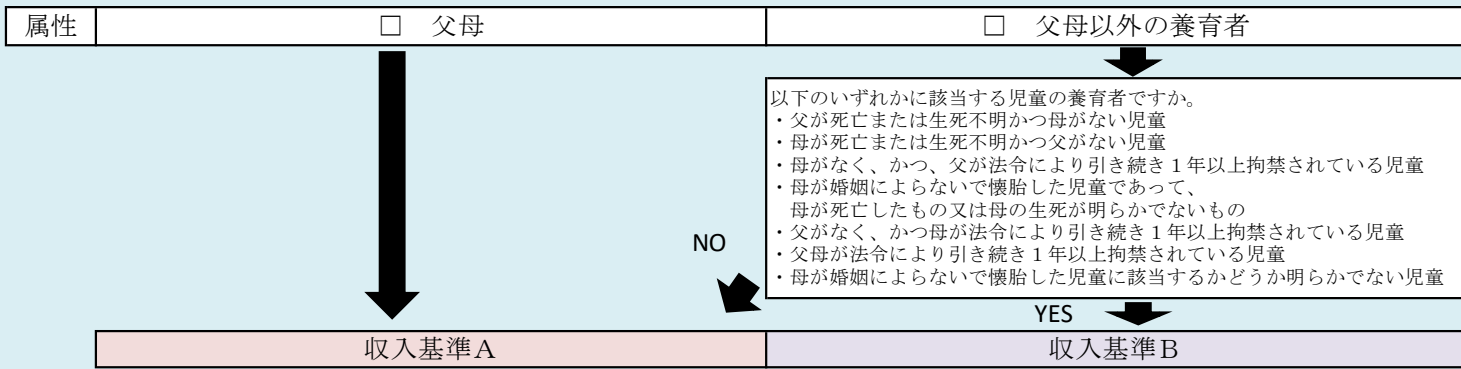 属性
□ 父母
□ 父母以外の養育者
以下のいずれかに該当する児童の養育者ですか。
・父が死亡または生死不明かつ母がない児童
・母が死亡または生死不明かつ父がない児童
・母がなく、かつ、父が法令により引き続き１年以上拘禁されている児童
・母が婚姻によらないで懐胎した児童であって、
母が死亡したもの又は母の生死が明らかでないもの
・父がなく、かつ母が法令により引き続き１年以上拘禁されている児童
・父母が法令により引き続き１年以上拘禁されている児童
・母が婚姻によらないで懐胎した児童に該当するかどうか明らかでない児童
NO
YES
収入基準Ａ
収入基準Ｂ